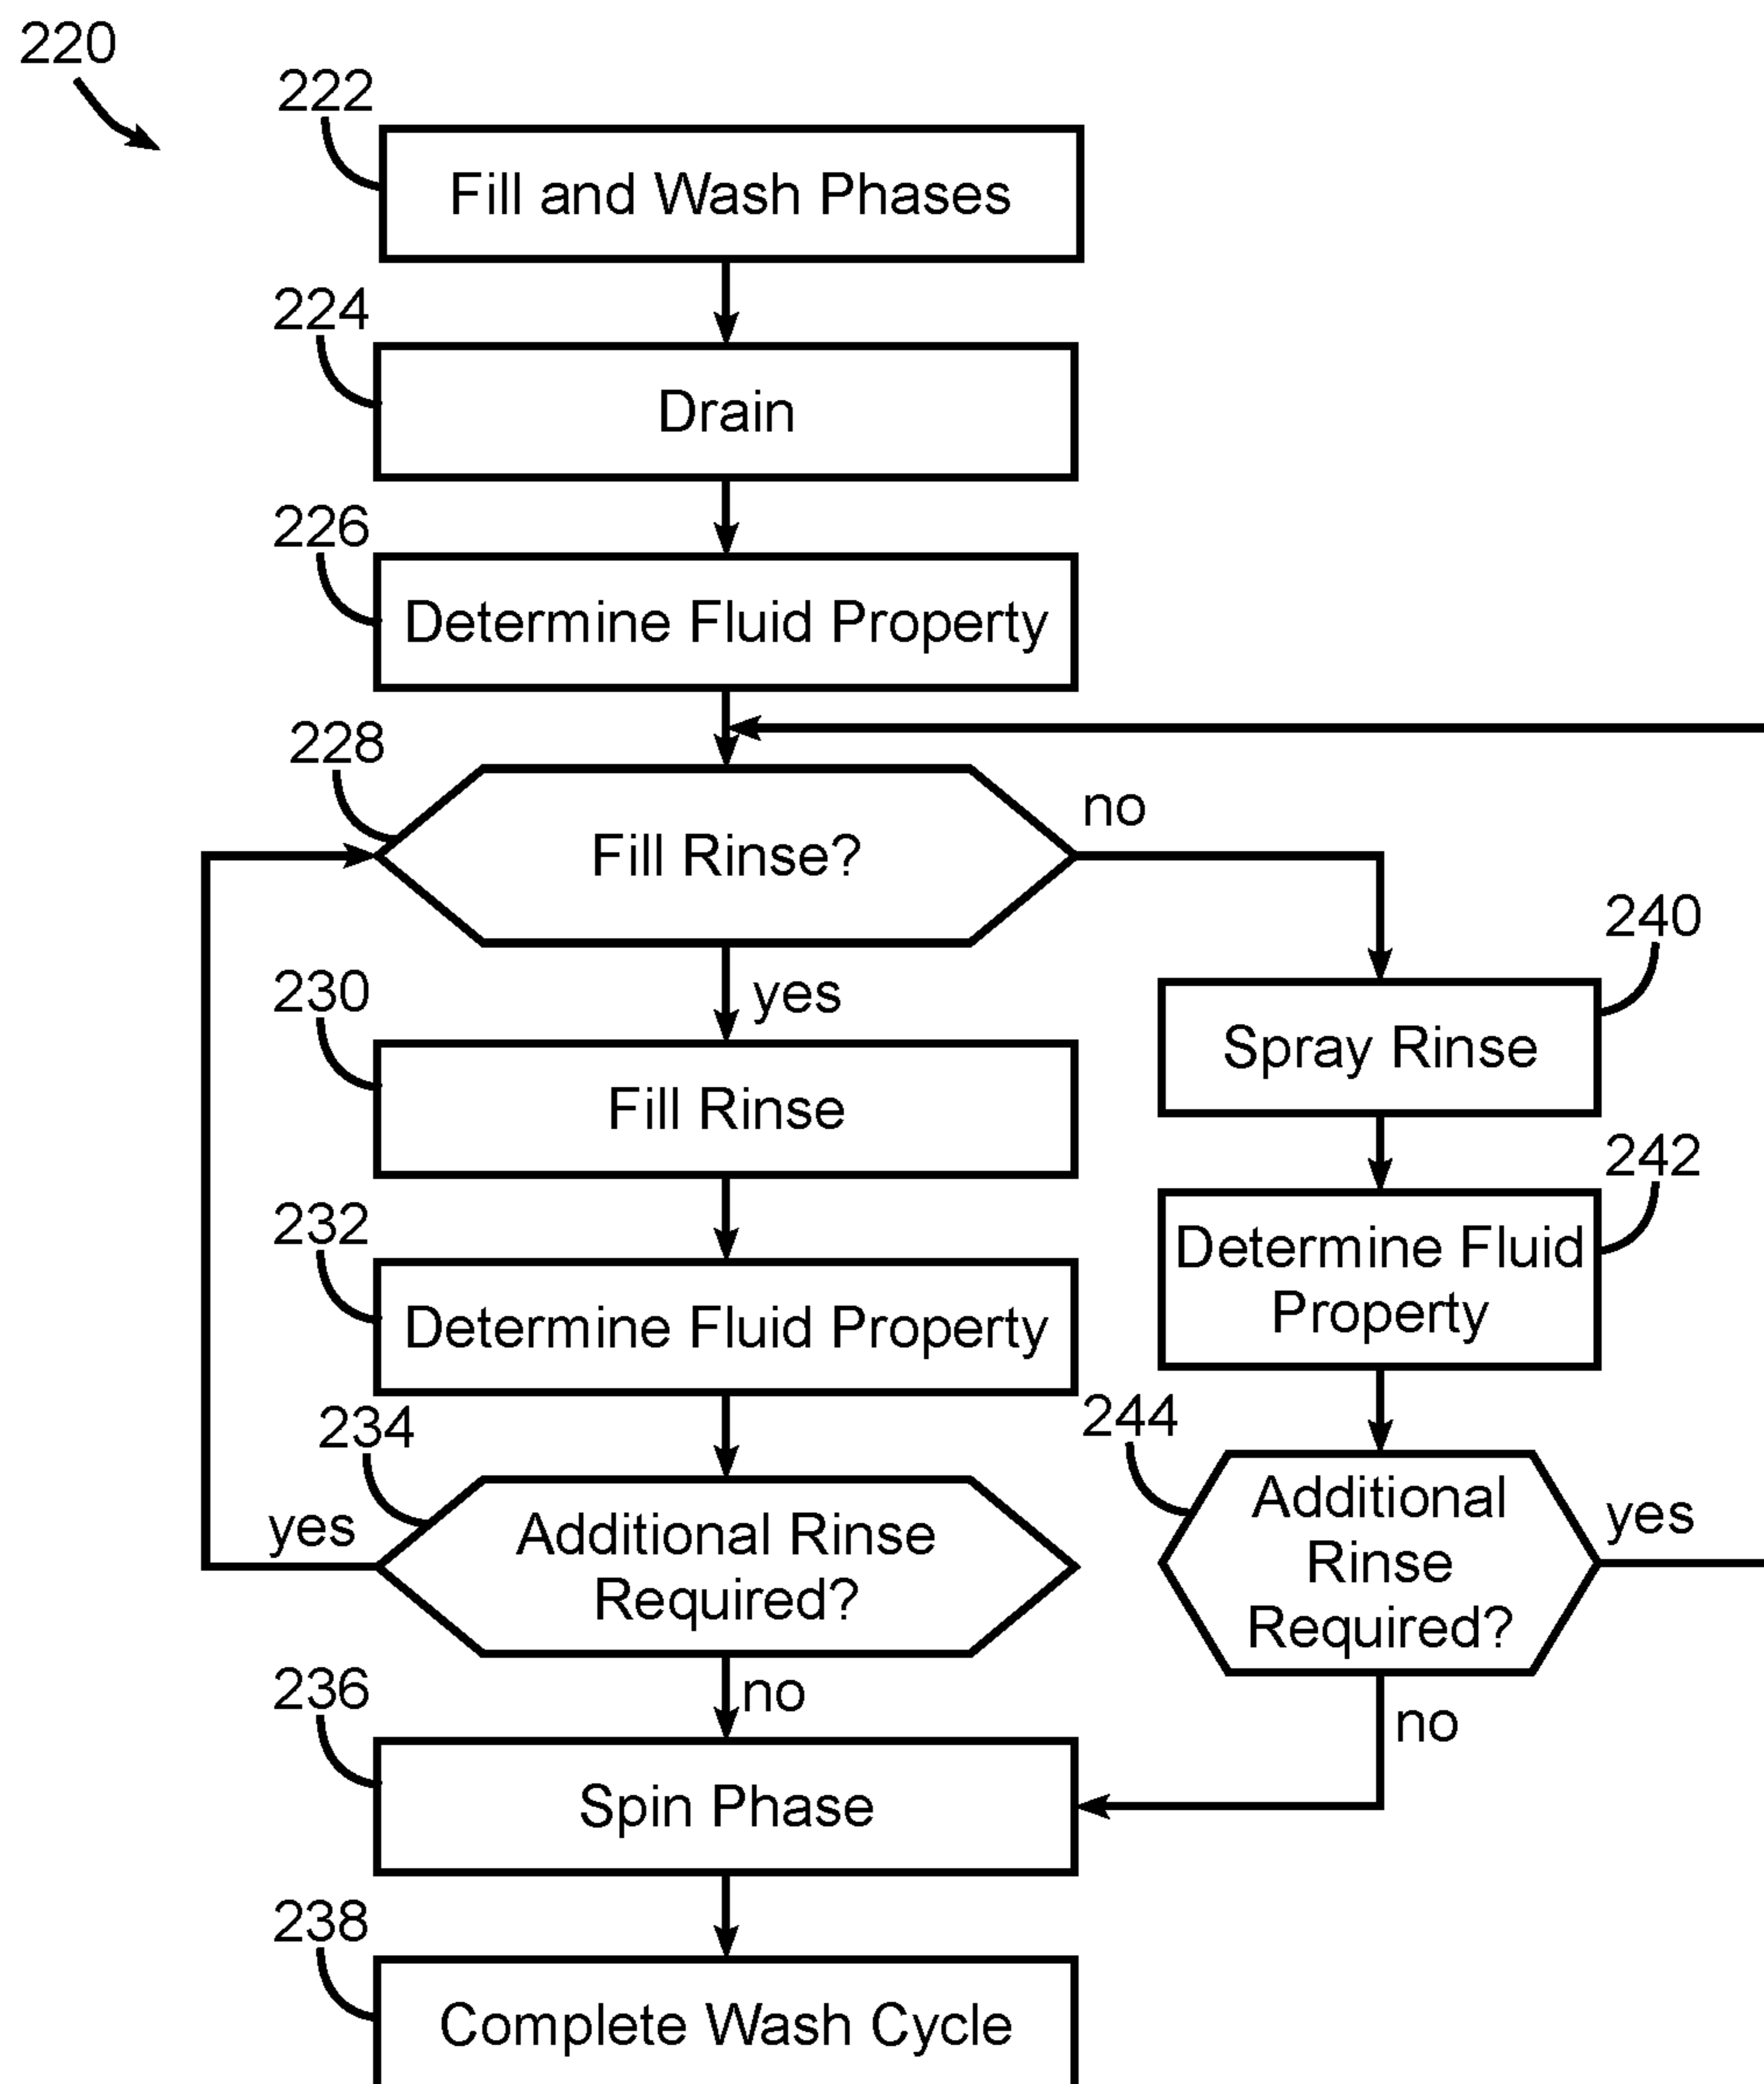 220
222
Fill and Wash Phases
224
Drain
226
Determine Fluid Property
228
Fill Rinse?
no
yes
230
Fill Rinse
232
Determine Fluid Property
234
Additional Rinse
Required?
yes
no
240
Spray Rinse
242
Determine Fluid
Property
244
Additional
Rinse
Required?
yes
no
236
Spin Phase
238
Complete Wash Cycle